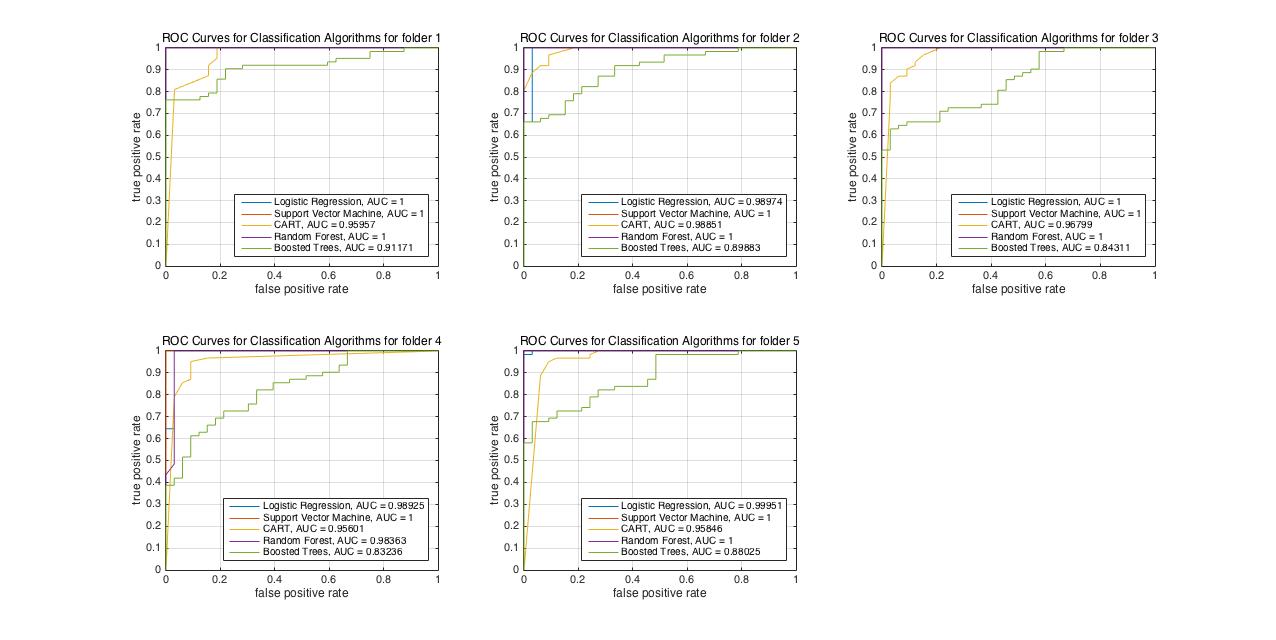 ROC Curves for Classification Algorithms for folder 1
1
0.9
0.8
0.7
0.6
0.5
0.4
0.3
0.2
0.1
0
true positive rate
Logistic Regression, AUC = 1
Support Vector Machine, AUC = 1
CART, AUC = 0.95957
Random Forest, AUC = 1
Boosted Trees, AUC = 0.91171
0 0.2 0.4 0.6 0.8 1
false positive rate
ROC Curves for Classification Algorithms for folder 2
1
0.9
0.8
0.7
0.6
0.5
0.4
0.3
0.2
0.1
0
true positive rate
Logistic Regression, AUC = 0.98974
Support Vector Machine, AUC = 1
CART, AUC = 0.98851
Random Forest, AUC = 1
Boosted Trees, AUC = 0.89883
0 0.2 0.4 0.6 0.8 1
false positive rate
ROC Curves for Classification Algorithms for folder 3
1
0.9
0.8
0.7
0.6
0.5
0.4
0.3
0.2
0.1
0
true positive rate
Logistic Regression, AUC = 1
Support Vector Machine, AUC = 1
CART, AUC = 0.96799
Random Forest, AUC = 1
Boosted Trees, AUC = 0.84311
0 0.2 0.4 0.6 0.8 1
false positive rate
ROC Curves for Classification Algorithms for folder 4
1
0.9
0.8
0.7
0.6
0.5
0.4
0.3
0.2
0.1
0
true positive rate
Logistic Regression, AUC = 0.98925
Support Vector Machine, AUC = 1
CART, AUC = 0.95601
Random Forest, AUC = 0.98363
Boosted Trees, AUC = 0.83236
0 0.2 0.4 0.6 0.8 1
false positive rate
ROC Curves for Classification Algorithms for folder 5
1
0.9
0.8
0.7
0.6
0.5
0.4
0.3
0.2
0.1
0
true positive rate
Logistic Regression, AUC = 0.99951
Support Vector Machine, AUC = 1
CART, AUC = 0.95846
Random Forest, AUC = 1
Boosted Trees, AUC = 0.88025
0 0.2 0.4 0.6 0.8 1
false positive rate